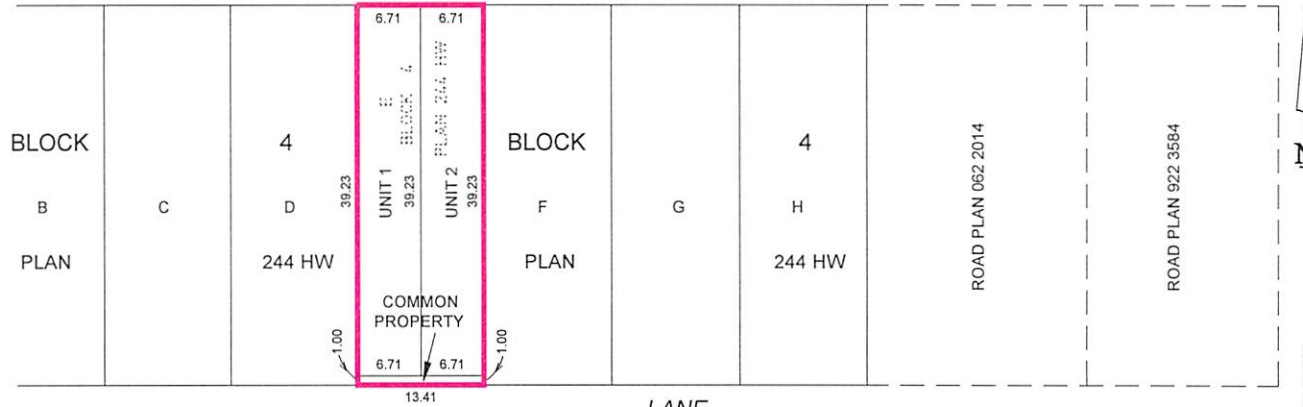 6.71 6.71
BLOCK 4 BLOCK 4
B C D F G H
PLAN 244 HW PLAN 244 HW
39.23
UNIT 1
39.23
UNIT 2
39.23
E
BLOCK 4
PLAN 244 HW
ROAD PLAN 062 2014
ROAD PLAN 922 3584
N
COMMON
PROPERTY
1.00 6.71 6.71 1.00
13.41
LANE